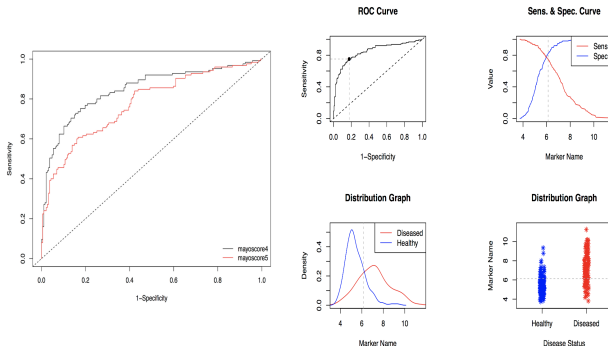 Sensitivity
0.0 0.2 0.4 0.6 0.8 1.0
mayoscore4
mayoscore5
0.0 0.2 0.4 0.6 0.8 1.0
1-Specificity
ROC Curve
Sensitivity
0.0 0.4 0.8
0.0 0.2 0.4 0.6 0.8 1.0
1-Specificity
Sens. & Spec. Curve
Value
0.0 0.4 0.8
Sens
Spec
4 6 8 10
Marker Name
Distribution Graph
Density
0.0 0.2 0.4
Diseased
Healthy
4 6 8 10
Marker Name
Distribution Graph
Marker Name
4 6 8 10
Healthy Diseased
Disease Status